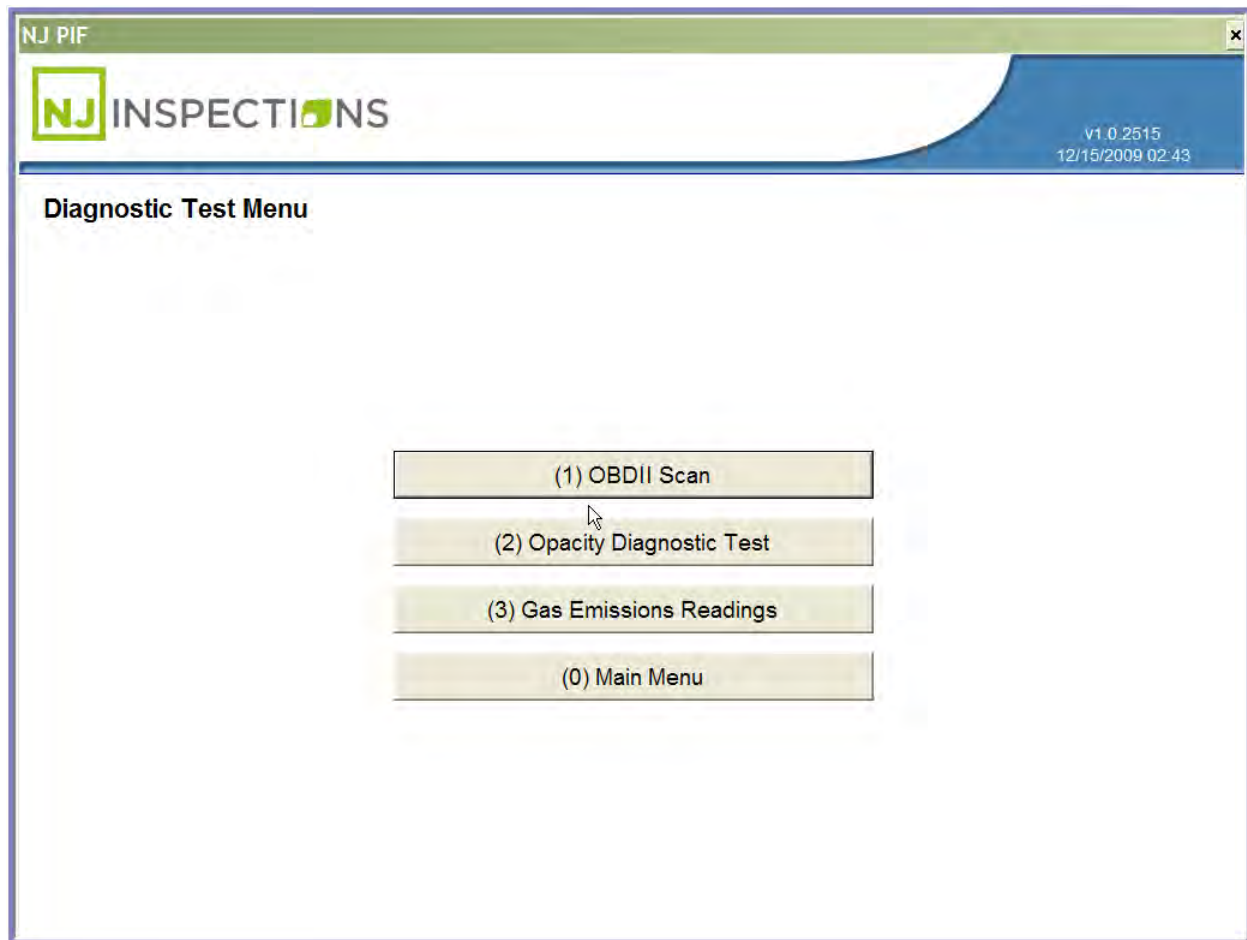 NJ PIF
NJ INSPECTIONS
v1.0.2515
12/15/2009 02:43
Diagnostic Test Menu
(1) OBDII Scan
(2) Opacity Diagnostic Test
(3) Gas Emissions Readings
(0) Main Menu